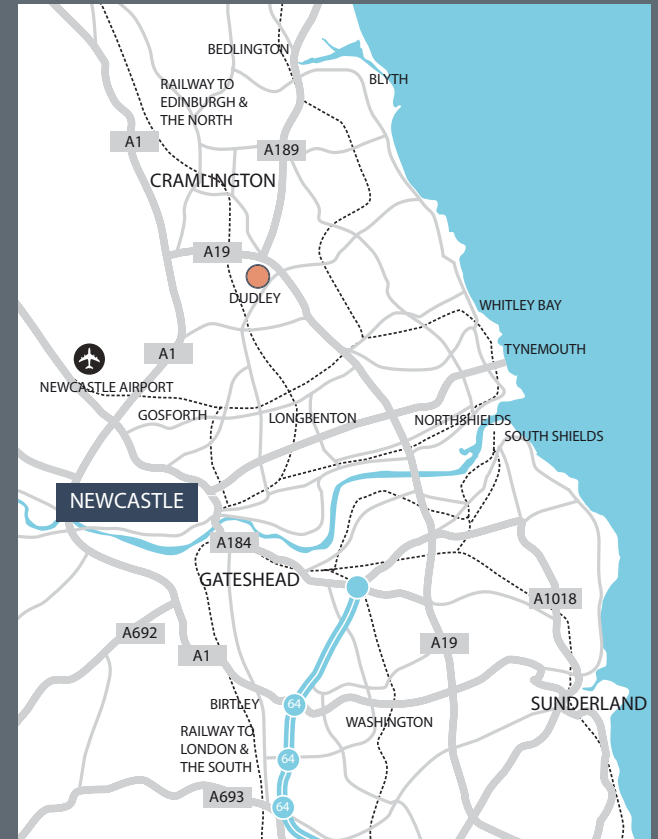 BEDLINGTON
BLYTH
RAILWAY TO
EDINBURGH &
THE NORTH
A1
A189
CRAMLINGTON
A19
DUDLEY
WHITLEY BAY
A1
TYNEMOUTH
NEWCASTLE AIRPORT
GOSFORTH
LONGBENTON
NORTHSHIELDS
SOUTH SHIELDS
NEWCASTLE
A184
GATESHEAD
A1018
A692
A19
A1
BIRTLEY
64
SUNDERLAND
WASHINGTON
RAILWAY TO
LONDON &
THE SOUTH
64
A693
64